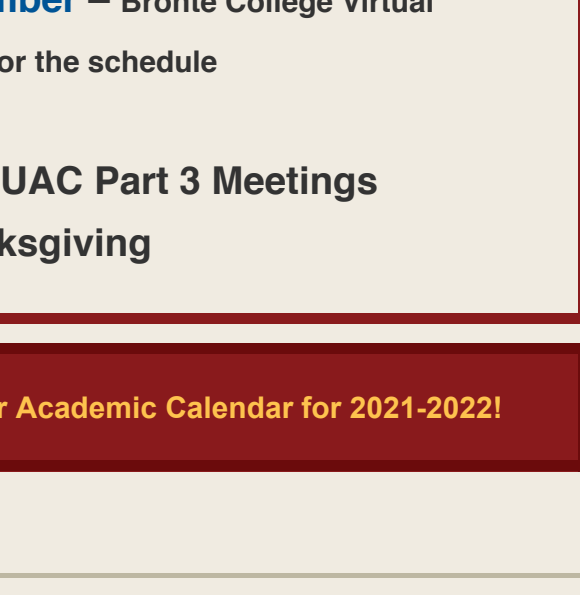 mber – Bronte College Virtual
or the schedule
UAC Part 3 Meetings
ksgiving
r Academic Calendar for 2021-2022!